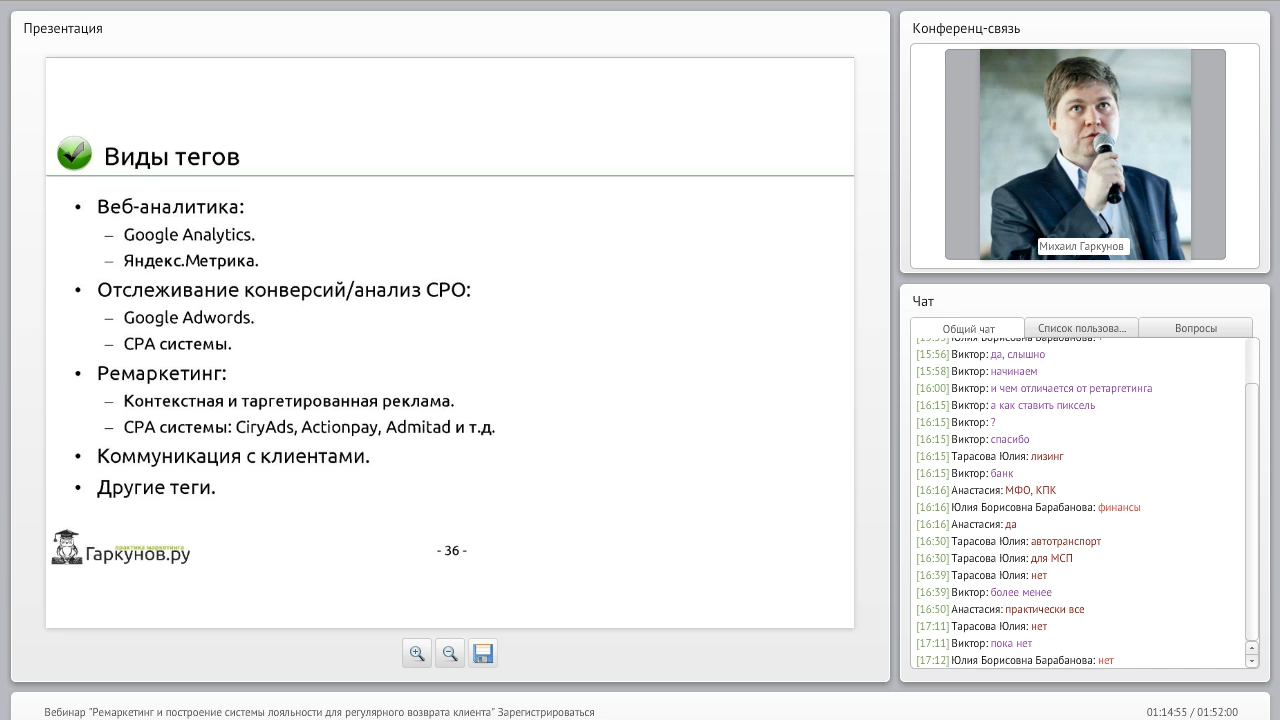 Презентация
Виды тегов
• Веб-аналитика:
– Google Analytics.
– Яндекс.Метрика.
• Отслеживание конверсий/анализ CPO:
– Google Adwords.
– CPA системы.
• Ремаркетинг:
– Контекстная и таргетированная реклама.
– CPA системы: CiryAds, Actionpay, Admitad и т.д.
• Коммуникация с клиентами.
• Другие теги.
практика маркетинга
Гаркунов.ру
- 36 -
Конференц-связь
Михаил Гаркунов
Чат
Общий чат
Список пользова...
Вопросы
[15:55] Юлия Борисовна Барабанова: +
[15:56] Виктор: да, слышно
[15:58] Виктор: начинаем
[16:00] Виктор: и чем отличается от ретаргетинга
[16:15] Виктор: а как ставить пиксель
[16:15] Виктор: ?
[16:15] Виктор: спасибо
[16:15] Тарасова Юлия: лизинг
[16:15] Виктор: банк
[16:16] Анастасия: МФО, КПК
[16:16] Юлия Борисовна Барабанова: финансы
[16:16] Анастасия: да
[16:30] Тарасова Юлия: автотранспорт
[16:30] Тарасова Юлия: для МСП
[16:39] Тарасова Юлия: нет
[16:39] Виктор: более менее
[16:50] Анастасия: практически все
[17:11] Тарасова Юлия: нет
[17:11] Виктор: пока нет
[17:12] Юлия Борисовна Барабанова: нет
Вебинар "Ремаркетинг и построение системы лояльности для регулярного возврата клиента" Зарегистрироваться
01:14:55 / 01:52:00